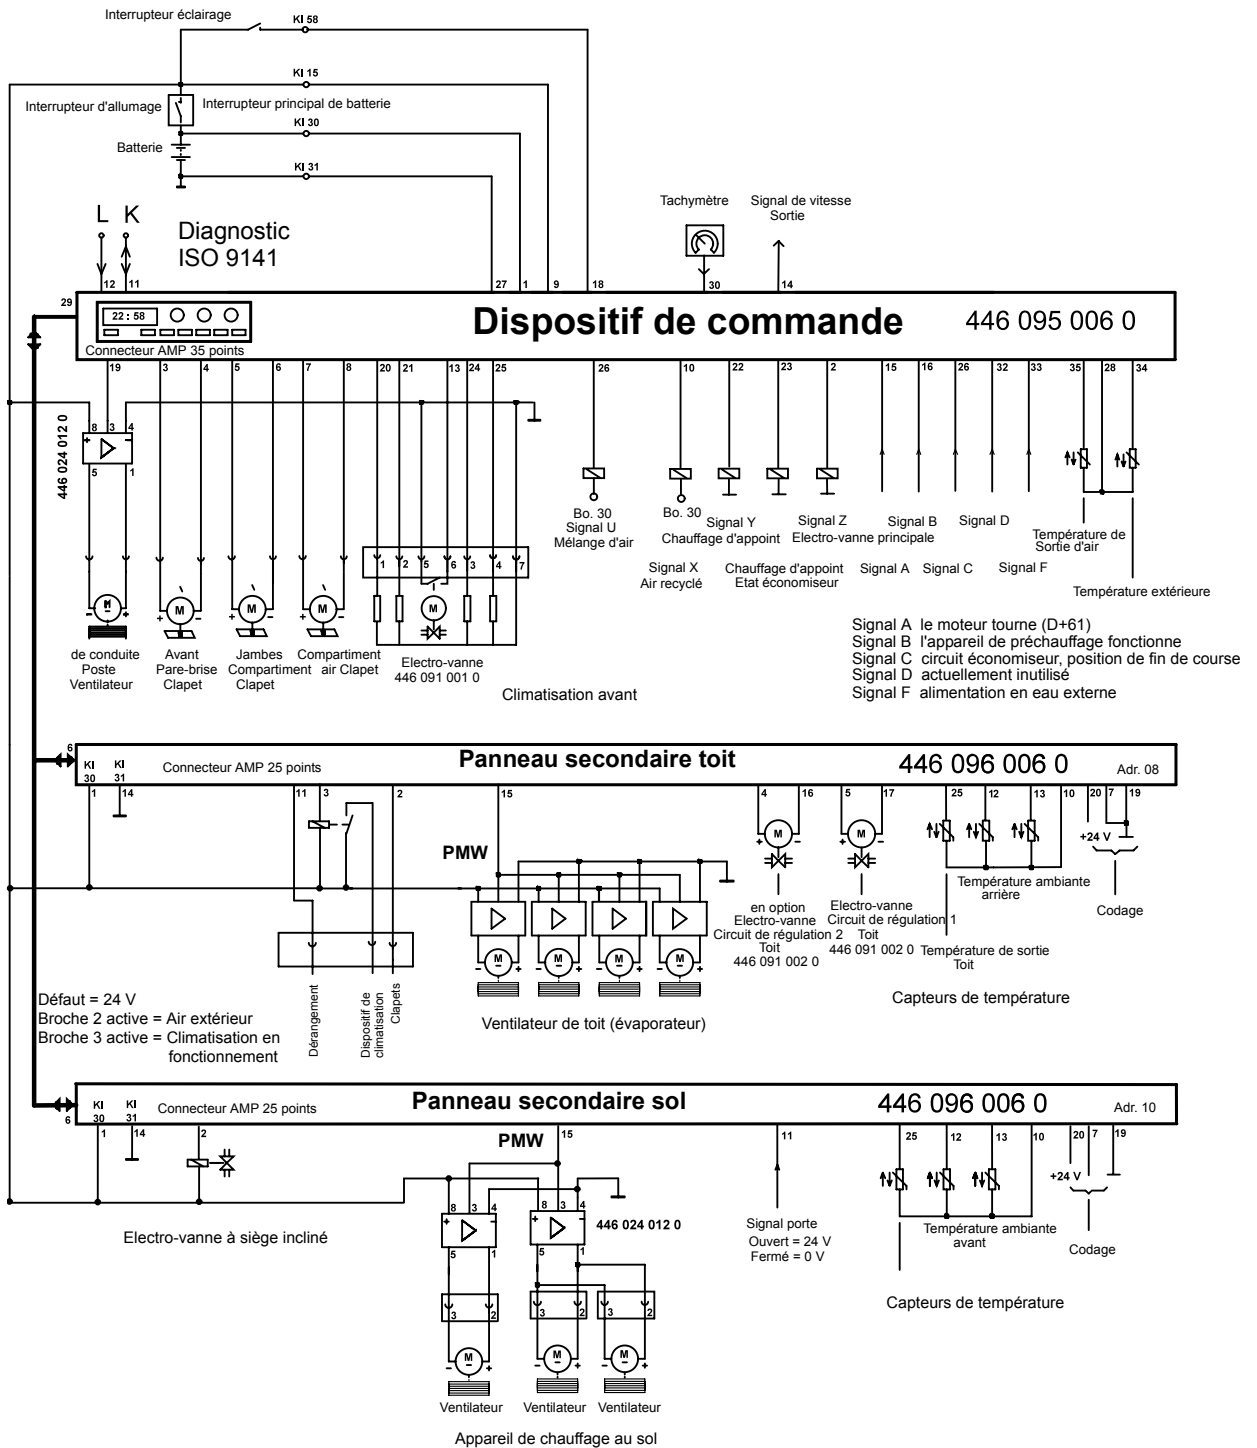 Interrupteur éclairage
KI 58
KI 15
Interrupteur d'allumage
Interrupteur principal de batterie
KI 30
Batterie
KI 31
L K
Diagnostic
ISO 9141
Tachymètre
Signal de vitesse
Sortie
12 11 27 1 9 18 30 14
29
22 : 58
Dispositif de commande
446 095 006 0
Connecteur AMP 35 points
19 3 4 5 6 7 8 20 21 13 24 25 26 10 22 23 2 15 16 26 32 33 35 28 34
446 024 012 0
8 3 4
+ −
5 1
Bo. 30
Signal U
Mélange d'air
Bo. 30
Signal X
Air recyclé
Signal Y
Chauffage d'appoint
Chauffage d'appoint
Etat économiseur
Signal Z
Electro-vanne principale
Signal B
Signal D
Signal A
Signal C
Signal F
Température de
Sortie d'air
Température extérieure
1 2 5 6 3 4 7
M
- +
M
+ -
M
+ -
M
+ -
M
de conduite
Poste
Ventilateur
Avant
Pare-brise
Clapet
Jambes
Compartiment
Clapet
Compartiment
air Clapet
Electro-vanne
446 091 001 0
Climatisation avant
Signal A le moteur tourne (D+61)
Signal B l'appareil de préchauffage fonctionne
Signal C circuit économiseur, position de fin de course
Signal D actuellement inutilisé
Signal F alimentation en eau externe
6
KI
30
KI
31
Connecteur AMP 25 points
Panneau secondaire toit
446 096 006 0
Adr. 08
1 14 11 3 2 15 4 16 5 17 25 12 13 10 20 7 19
PMW
M
+ -
M
+ -
+24 V
Température ambiante
arrière
Codage
en option
Electro-vanne
Circuit de régulation 2
Toit
446 091 002 0
Electro-vanne
Circuit de régulation 1
Toit
446 091 002 0
Température de sortie
Toit
- M +
- M +
- M +
- M +
Défaut = 24 V
Broche 2 active = Air extérieur
Broche 3 active = Climatisation en
fonctionnement
Dérangement
Dispositif de
climatisation
Clapets
Ventilateur de toit (évaporateur)
Capteurs de température
6
KI
30
KI
31
Connecteur AMP 25 points
Panneau secondaire sol
446 096 006 0
Adr. 10
1 14 2 15 11 25 12 13 10 20 7 19
PMW
+24 V
8 3 4
+ −
5 1
8 3 4
+ −
5 1
446 024 012 0
Electro-vanne à siège incliné
Signal porte
Ouvert = 24 V
Fermé = 0 V
Température ambiante
avant
Codage
Capteurs de température
3 2 3 2 3 2
- M +
- M +
- M +
Ventilateur
Ventilateur
Ventilateur
Appareil de chauffage au sol